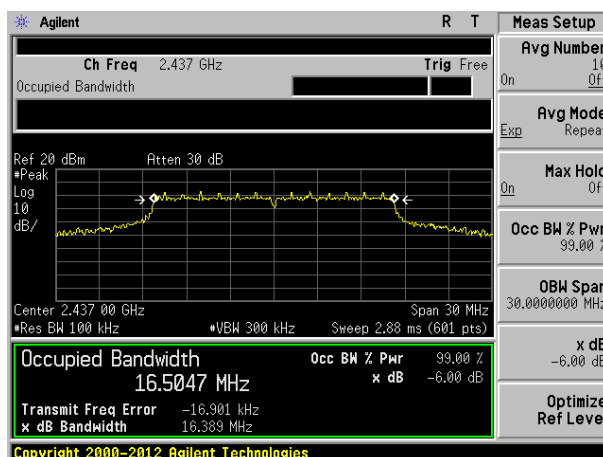 Agilent R T
Meas Setup
Ch Freq 2.437 GHz Trig Free
Occupied Bandwidth
Avg Number
10
On Off
Avg Mode
Exp Repeat
Max Hold
On Off
Occ BW % Pwr
99.00 %
OBW Span
30.0000000 MHz
x dB
-6.00 dB
Optimize
Ref Level
Ref 20 dBm Atten 30 dB
#Peak
Log
10
dB/
Center 2.437 00 GHz Span 30 MHz
#Res BW 100 kHz #VBW 300 kHz Sweep 2.88 ms (601 pts)
Occupied Bandwidth Occ BW % Pwr 99.00 %
16.5047 MHz x dB -6.00 dB
Transmit Freq Error -16.901 kHz
x dB Bandwidth 16.389 MHz
Copyright 2000-2012 Agilent Technologies